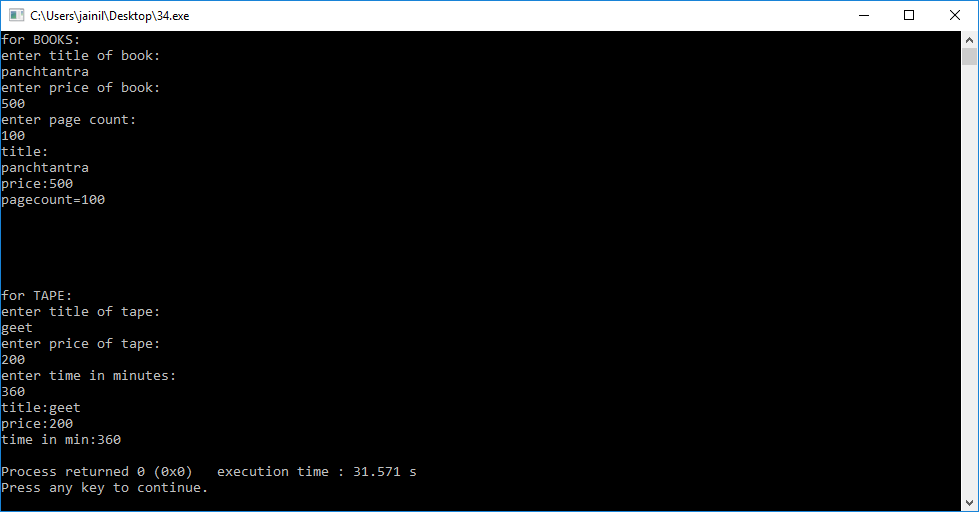 C:\Users\jainil\Desktop\34.exe
for BOOKS:
enter title of book:
panchtantra
enter price of book:
500
enter page count:
100
title:
panchtantra
price:500
pagecount=100
for TAPE:
enter title of tape:
geet
enter price of tape:
200
enter time in minutes:
360
title:geet
price:200
time in min:360
Process returned 0 (0x0)   execution time : 31.571 s
Press any key to continue.